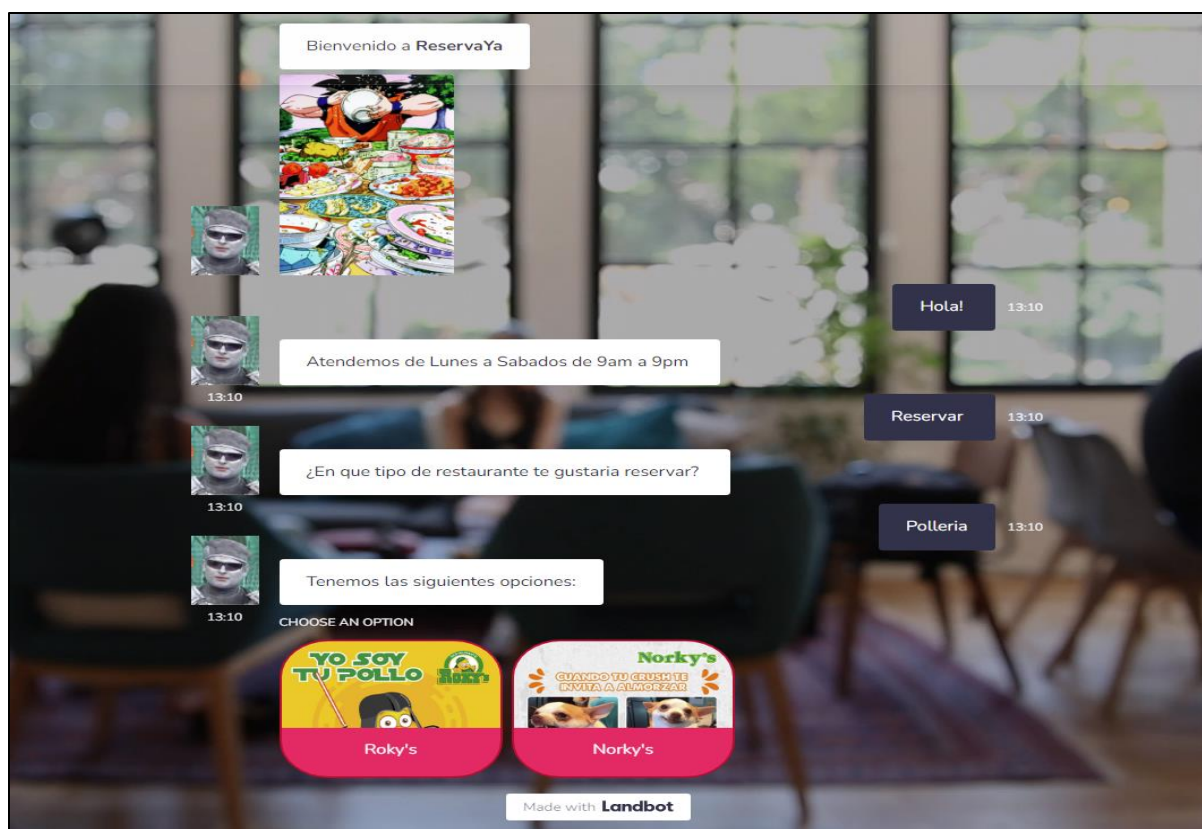 Bienvenido a ReservaYa
Hola!
13:10
Atendemos de Lunes a Sabados de 9am a 9pm
13:10
Reservar
13:10
¿En que tipo de restaurante te gustaria reservar?
13:10
Polleria
13:10
Tenemos las siguientes opciones:
13:10
CHOOSE AN OPTION
YO SOY
TU POLLO
ROKY'S
Norky's
CUANDO TU CRUSH TE
INVITA A ALMORZAR
Roky's
Norky's
Made with Landbot